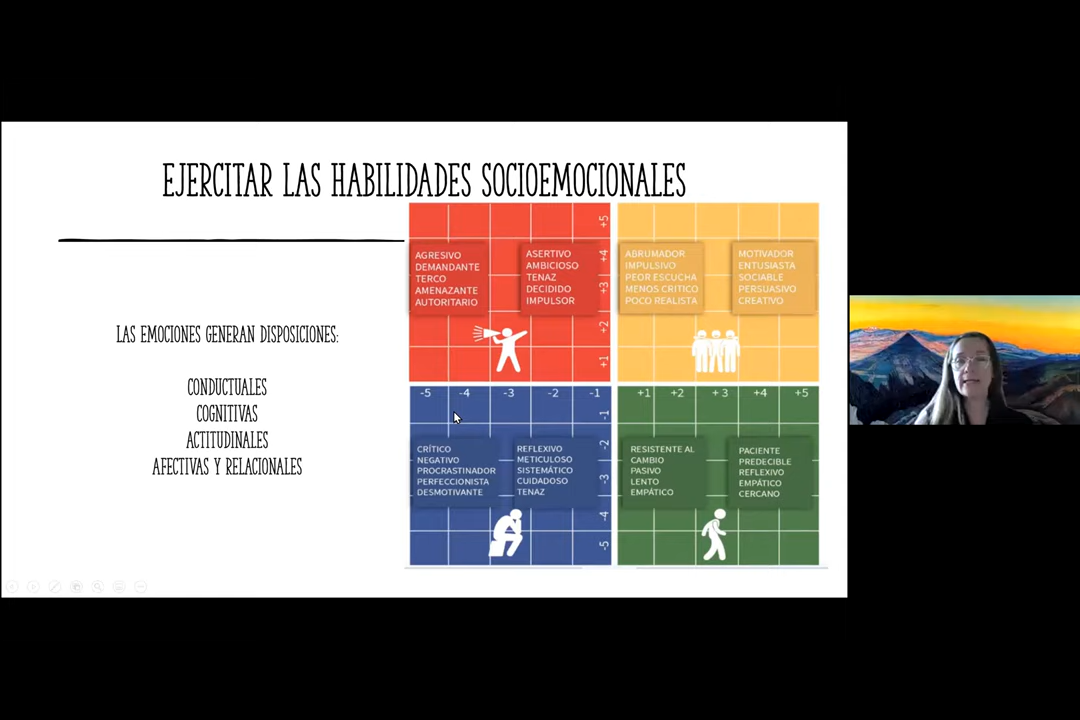 EJERCITAR LAS HABILIDADES SOCIOEMOCIONALES
LAS EMOCIONES GENERAN DISPOSICIONES:
CONDUCTUALES
COGNITIVAS
ACTITUDINALES
AFECTIVAS Y RELACIONALES
AGRESIVO
DEMANDANTE
TERCO
AMENAZANTE
AUTORITARIO
ASERTIVO
AMBICIOSO
TENAZ
DECIDIDO
IMPULSOR
+5
+4
+3
+2
+1
ABRUMADOR
IMPULSIVO
PEOR ESCUCHA
MENOS CRITICO
POCO REALISTA
MOTIVADOR
ENTUSIASTA
SOCIABLE
PERSUASIVO
CREATIVO
-5 -4 -3 -2 -1
+1 +2 +3 +4 +5
CRÍTICO
NEGATIVO
PROCRASTINADOR
PERFECCIONISTA
DESMOTIVANTE
REFLEXIVO
METICULOSO
SISTEMÁTICO
CUIDADOSO
TENAZ
-1
-2
-3
-4
-5
RESISTENTE AL
CAMBIO
PASIVO
LENTO
EMPÁTICO
PACIENTE
PREDECIBLE
REFLEXIVO
EMPÁTICO
CERCANO